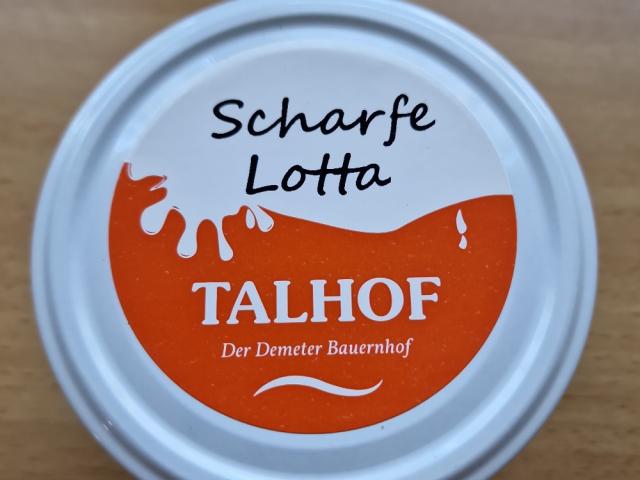 Scharfe
Lotta
TALHOF
Der Demeter Bauernhof